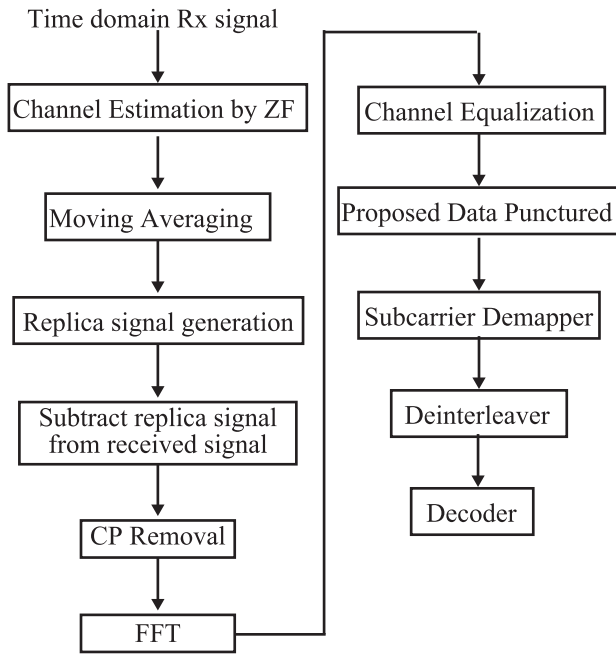 Time domain Rx signal
Channel Estimation by ZF
Moving Averaging
Replica signal generation
Subtract replica signal
from received signal
CP Removal
FFT
Channel Equalization
Proposed Data Punctured
Subcarrier Demapper
Deinterleaver
Decoder